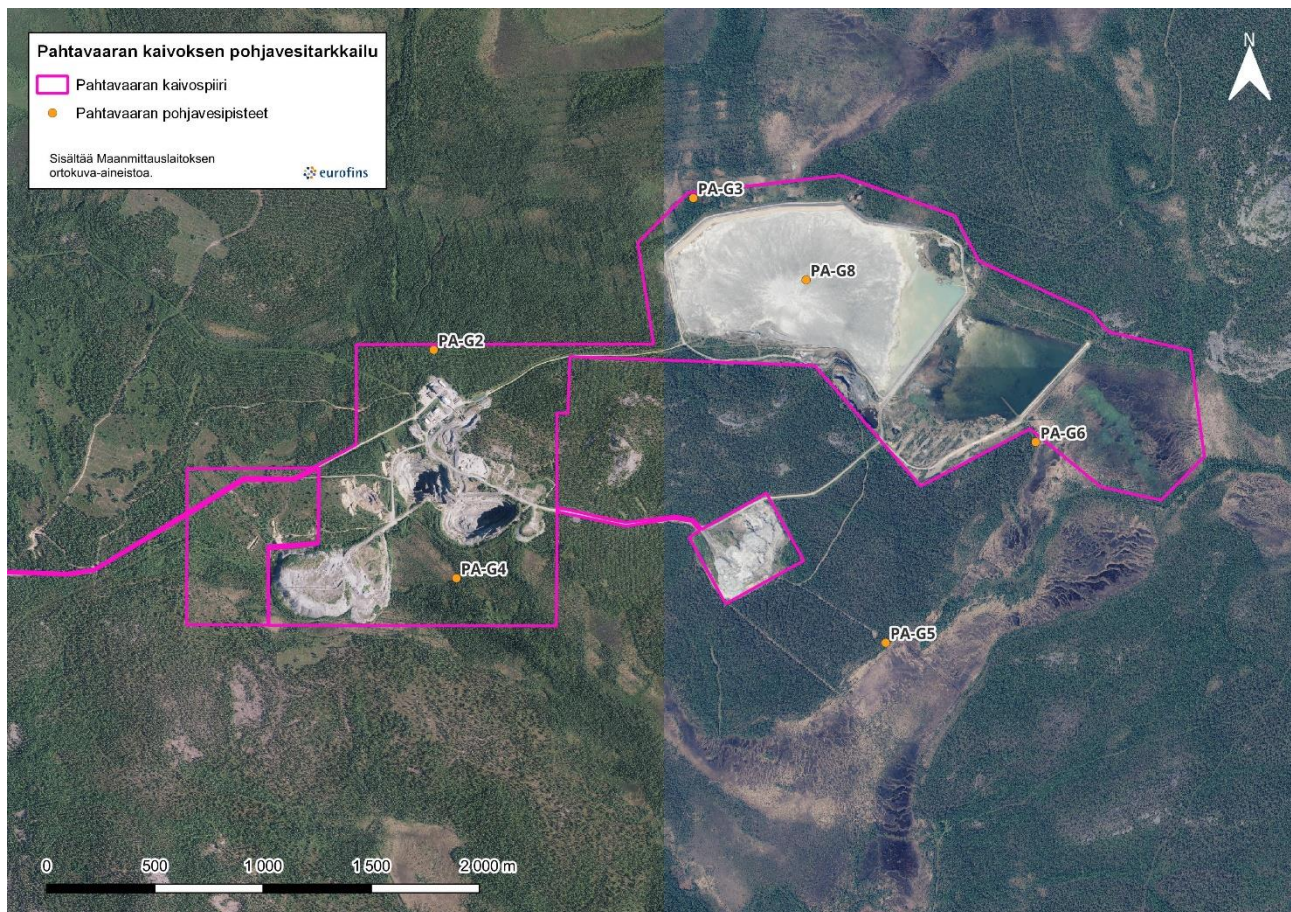 Pahtavaaran kaivoksen pohjavesitarkkailu
Pahtavaaran kaivospiiri
Pahtavaaran pohjavesipisteet
Sisältää Maanmittauslaitoksen
ortokuva-aineistoa.
eurofins
N
PA-G3
PA-G8
PA-G2
PA-G6
PA-G4
PA-G5
0 500 1 000 1 500 2 000 m